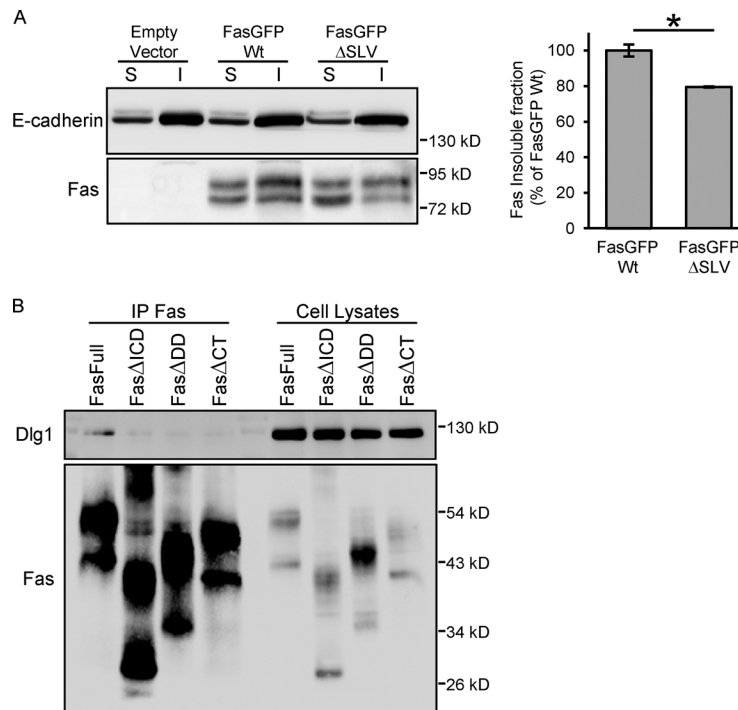 A
Empty Vector
FasGFP Wt
FasGFP ΔSLV
S I S I S I
E-cadherin
130 kD
Fas
95 kD
72 kD
*
Fas Insoluble fraction
(% of FasGFP Wt)
100
80
60
40
20
0
FasGFP Wt
FasGFP ΔSLV
B
IP Fas
Cell Lysates
FasFull
FasΔICD
FasΔDD
FasΔCT
FasFull
FasΔICD
FasΔDD
FasΔCT
Dlg1
130 kD
Fas
54 kD
43 kD
34 kD
26 kD